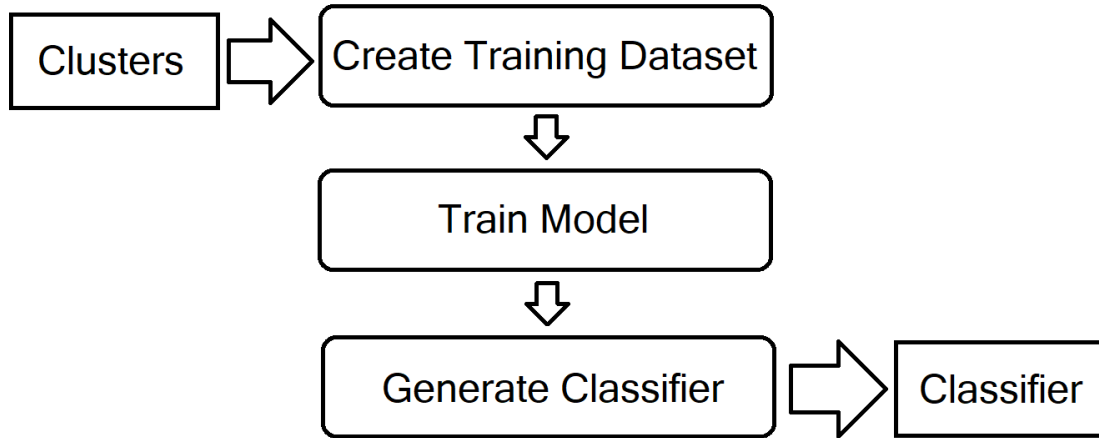 Clusters
Create Training Dataset
Train Model
Generate Classifier
Classifier